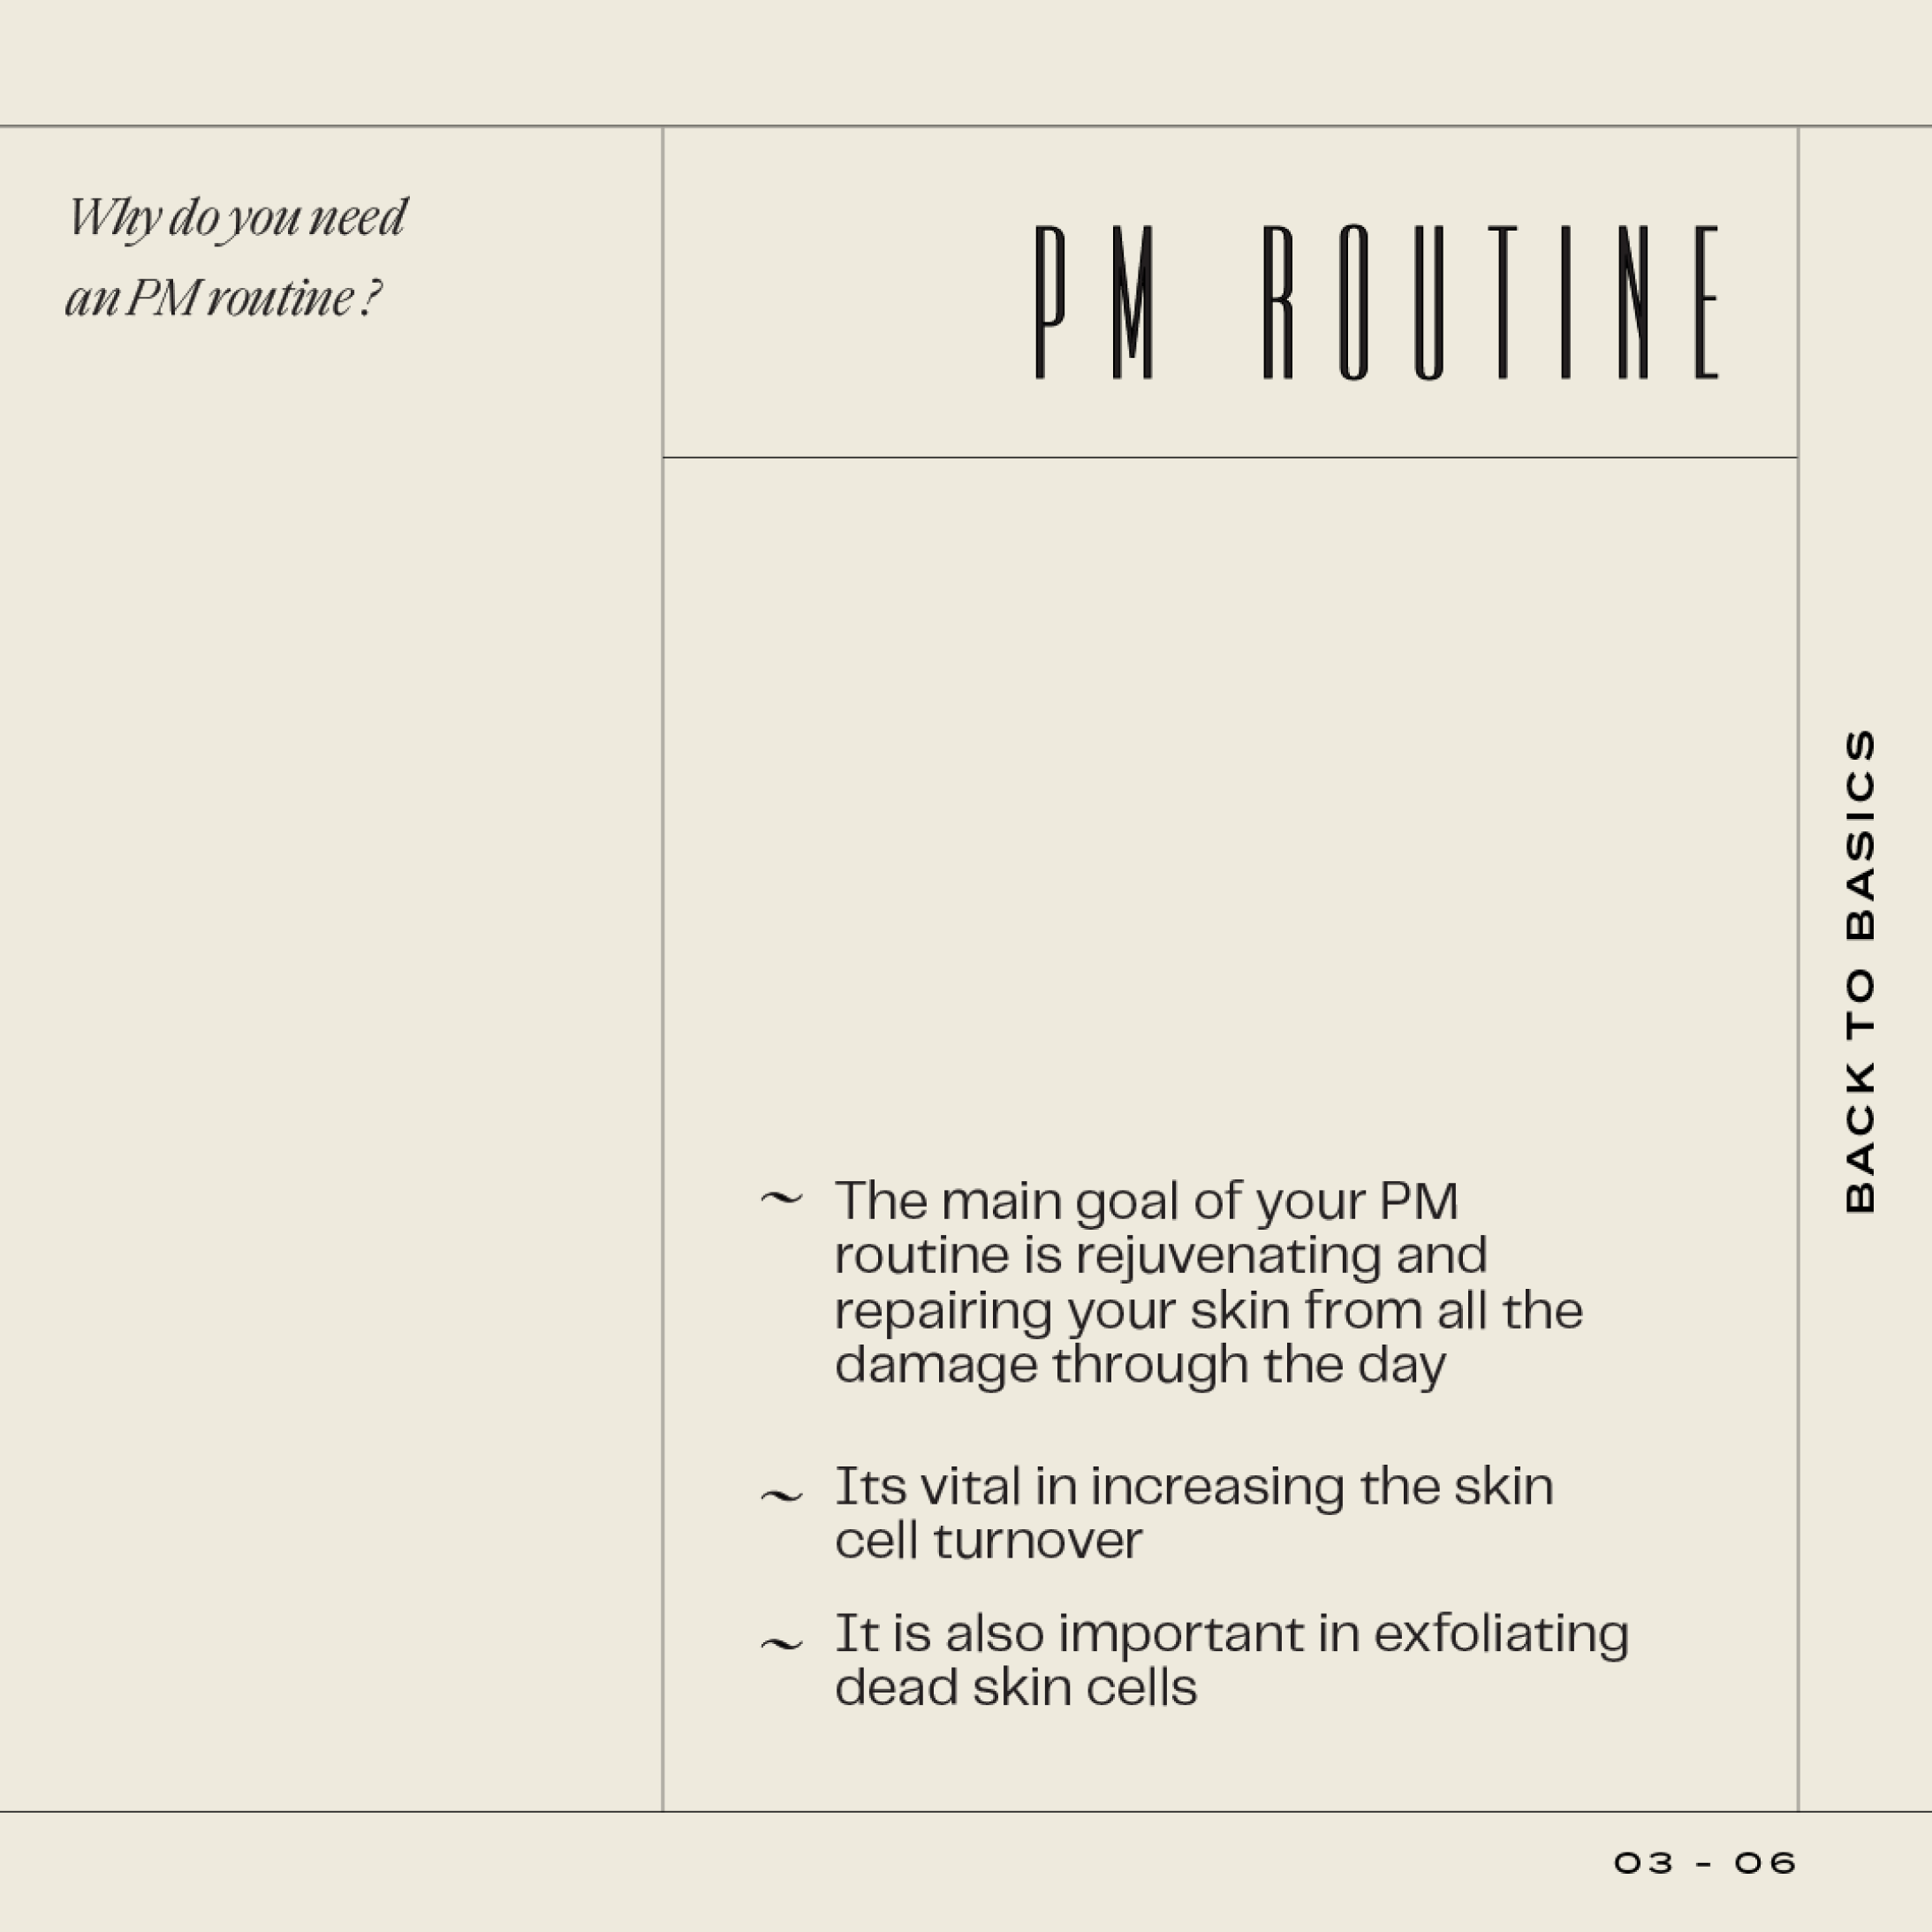 Why do you need
an PM routine ?
PM ROUTINE
~ The main goal of your PM
routine is rejuvenating and
repairing your skin from all the
damage through the day
~ Its vital in increasing the skin
cell turnover
~ It is also important in exfoliating
dead skin cells
BACK TO BASICS
03 - 06